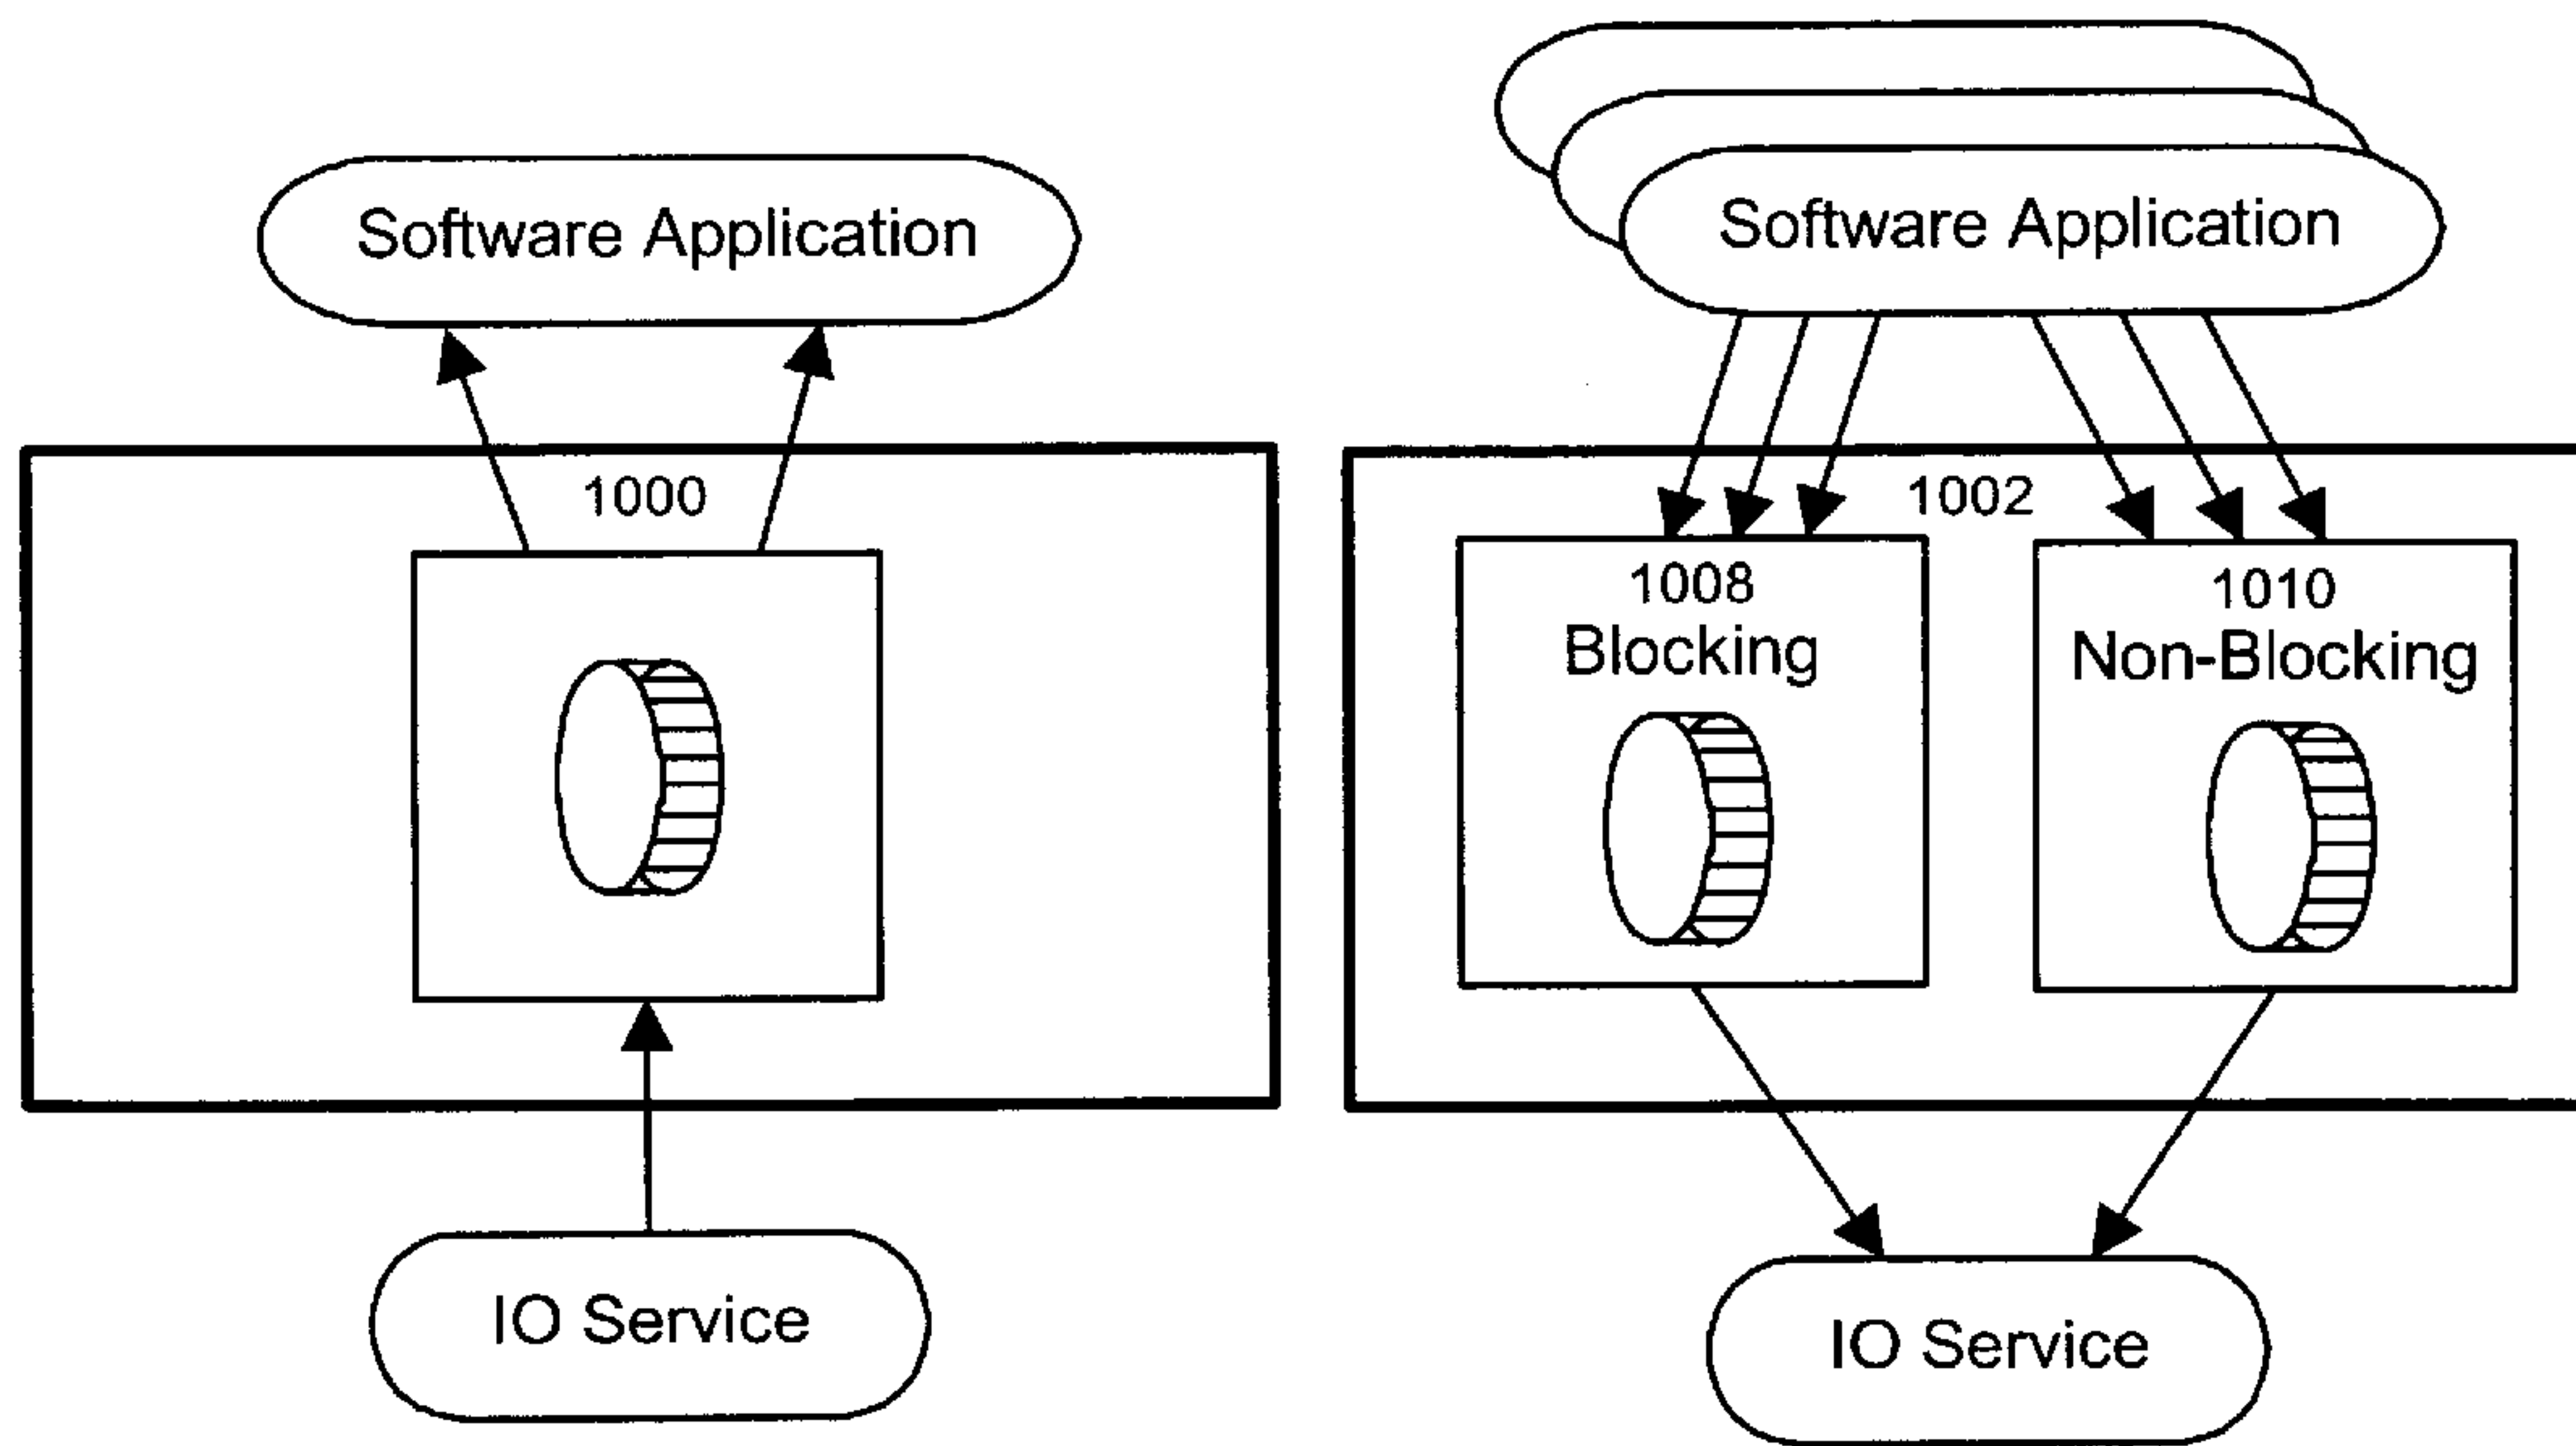 Software Application
1000
IO Service
Software Application
1002
1008
Blocking
1010
Non-Blocking
IO Service